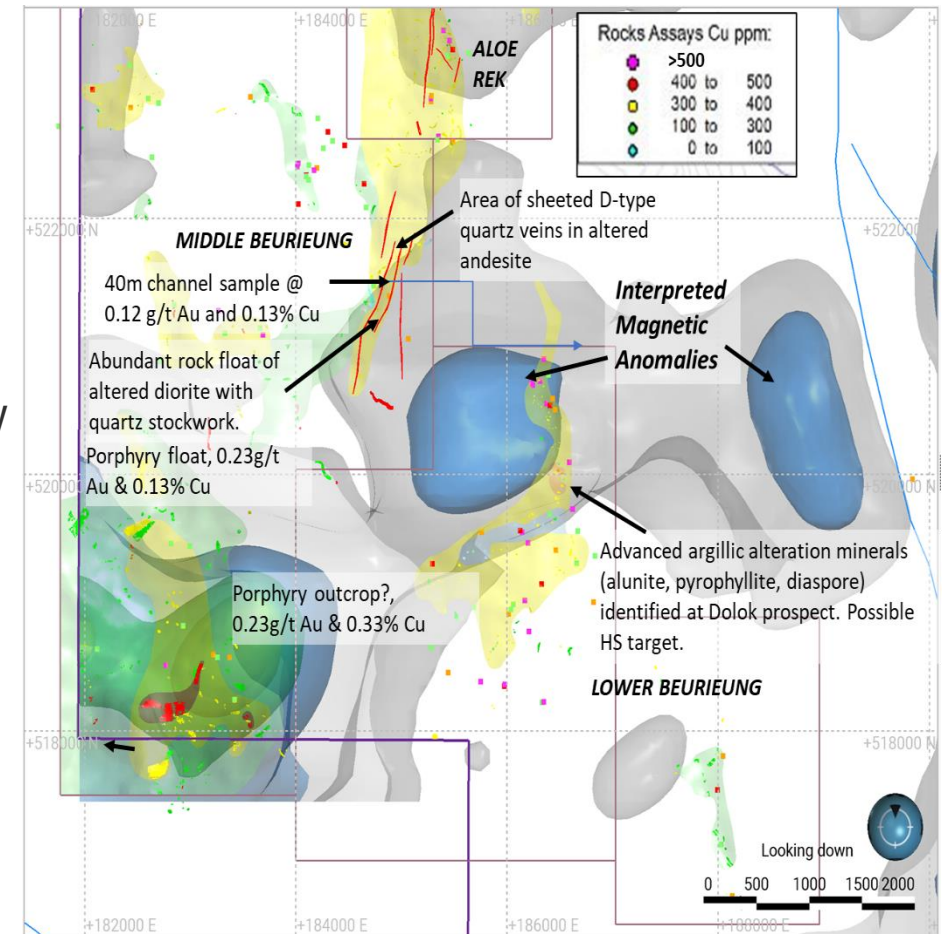 +182000 E
+184000 E
+186000 E
Rocks Assays Cu ppm:
>500
400 to 500
300 to 400
100 to 300
0 to 100
ALOE
REK
+522000 N
+522000
MIDDLE BEURIEUNG
Area of sheeted D-type
quartz veins in altered
andesite
40m channel sample @
0.12 g/t Au and 0.13% Cu
Interpreted
Magnetic
Anomalies
Abundant rock float of
altered diorite with
quartz stockwork.
Porphyry float, 0.23g/t
Au & 0.13% Cu
+520000
+520000 N
Advanced argillic alteration minerals
(alunite, pyrophyllite, diaspore)
identified at Dolok prospect. Possible
HS target.
Porphyry outcrop?,
0.23g/t Au & 0.33% Cu
LOWER BEURIEUNG
+518000 N
+518000 N
Looking down
0 500 1000 1500 2000
+182000 E
+184000 E
+186000 E